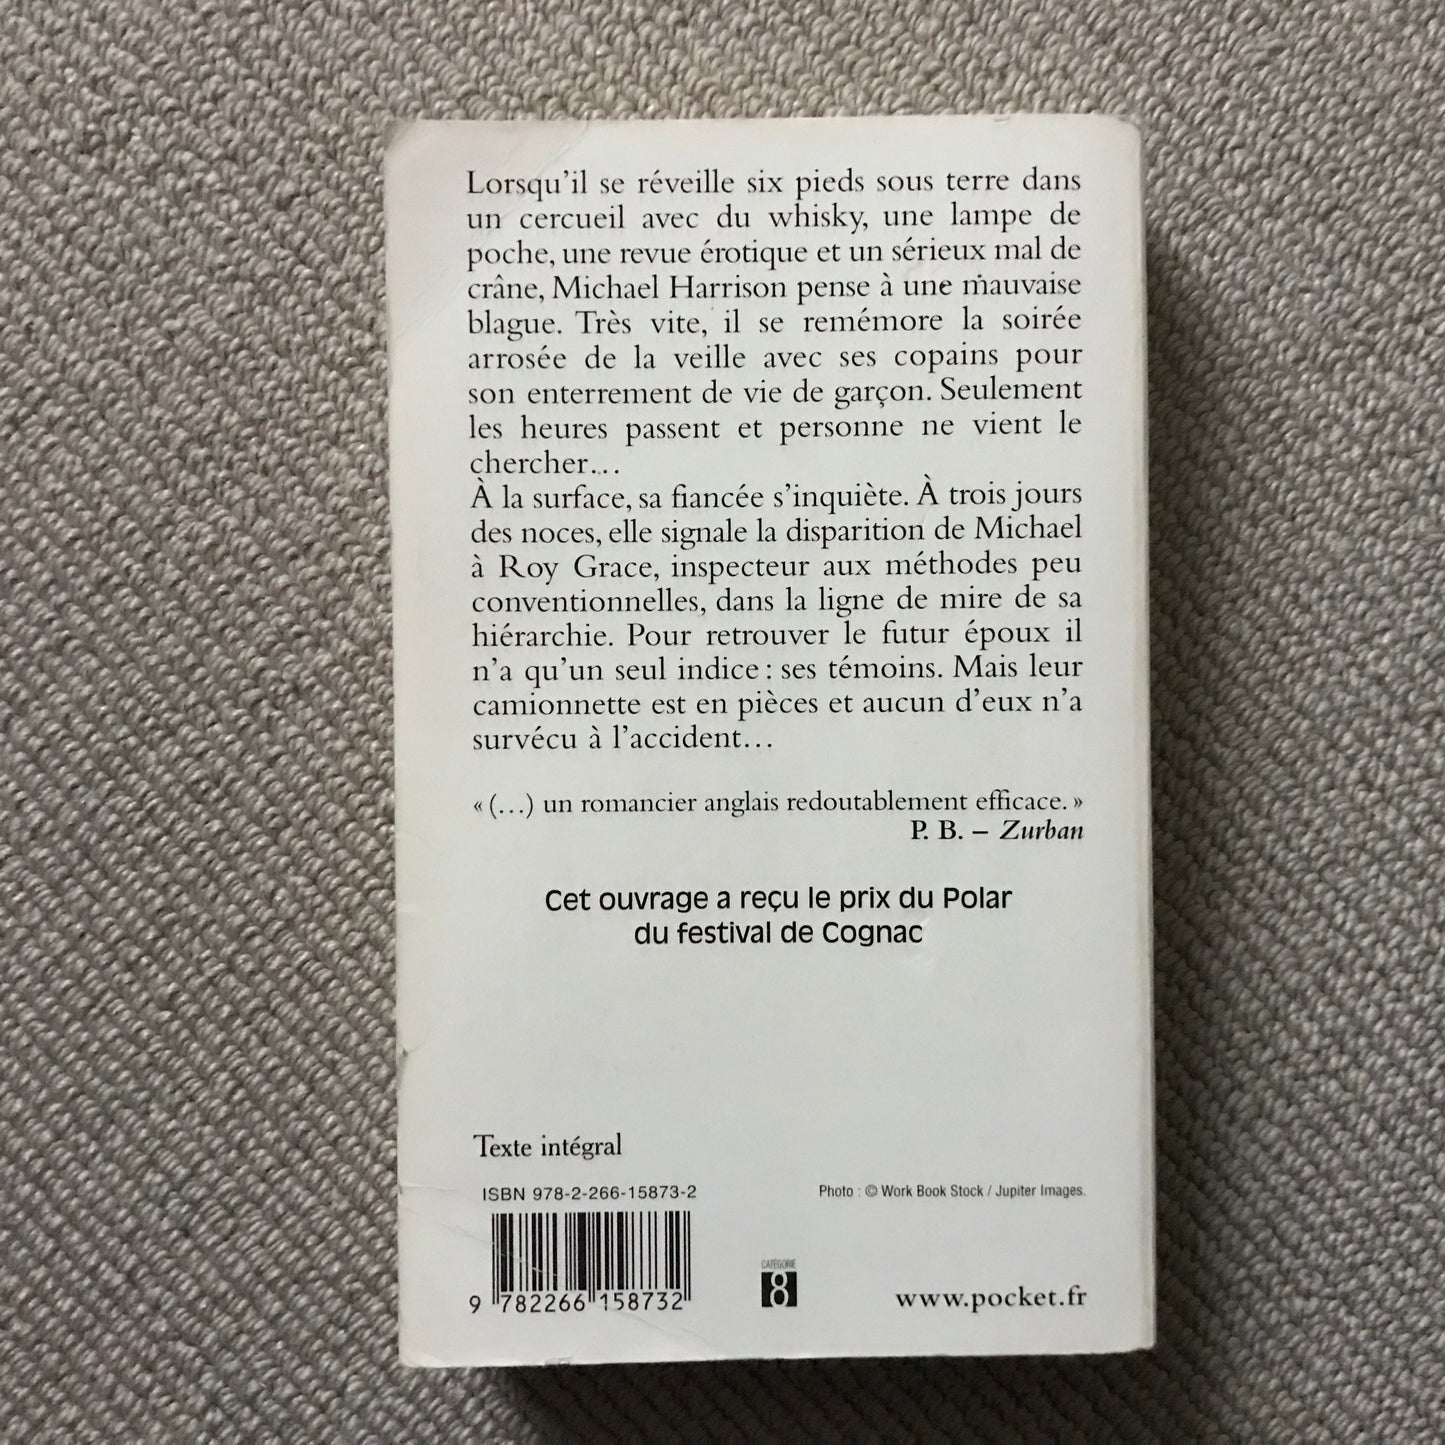 Lorsqu'il se réveille six pieds sous terre dans
un cercueil avec du whisky, une lampe de
poche, une revue érotique et un sérieux mal de
crâne, Michael Harrison pense à une mauvaise
blague. Très vite, il se remémore la soirée
arrosée de la veille avec ses copains pour
son enterrement de vie de garçon. Seulement
les heures passent et personne ne vient le
chercher…
À la surface, sa fiancée s'inquiète. À trois jours
des noces, elle signale la disparition de Michael
à Roy Grace, inspecteur aux méthodes peu
conventionnelles, dans la ligne de mire de sa
hiérarchie. Pour retrouver le futur époux il
n'a qu'un seul indice : ses témoins. Mais leur
camionnette est en pièces et aucun d'eux n'a
survécu à l'accident…
« (…) un romancier anglais redoutablement efficace. »
P. B. – Zurban
Cet ouvrage a reçu le prix du Polar
du festival de Cognac
Texte intégral
ISBN 978-2-266-15873-2
Photo : © Work Book Stock / Jupiter Images.
9 782266 158732
CATÉGORIE
8
www.pocket.fr